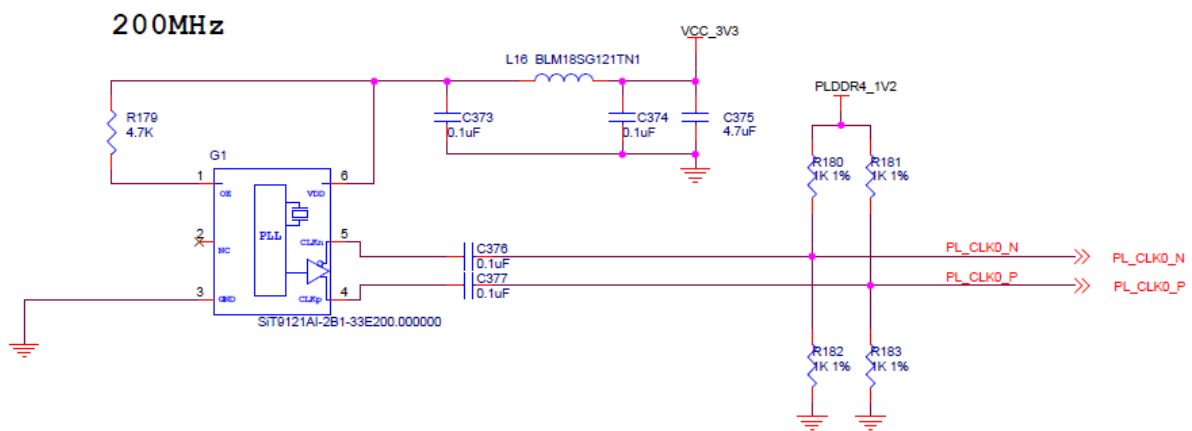 200MHz
VCC_3V3
L16 BLM18SG121TN1
PLDDR4_1V2
R179
4.7K
C373
0.1uF
C374
0.1uF
C375
4.7uF
G1
R180
1K 1%
R181
1K 1%
1
OE
VDD
6
2
NC
PLL
CLKn
5
C376
0.1uF
PL_CLK0_N
PL_CLK0_N
C377
0.1uF
PL_CLK0_P
PL_CLK0_P
3
GND
CLKp
4
SiT9121AI-2B1-33E200.000000
R182
1K 1%
R183
1K 1%